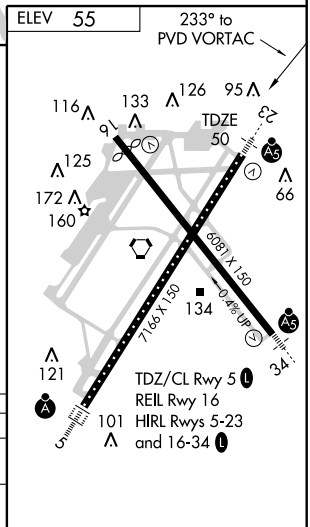 ELEV 55
233° to
PVD VORTAC
126
95
116
133
16
TDZE
50
23
A5
V
V
125
66
172
160
6081 X 150
7166 X 150
0.4% UP
134
A5
V
34
121
A
5
101
TDZ/CL Rwy 5 L
REIL Rwy 16
HIRL Rwys 5-23
and 16-34 L